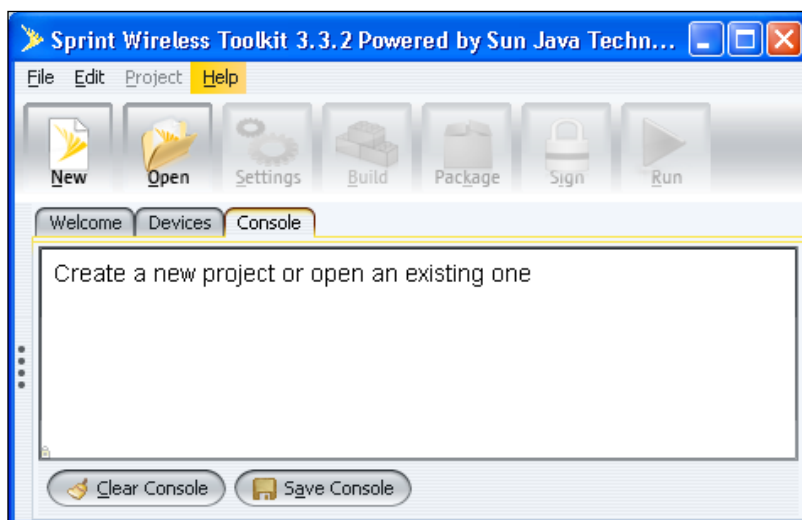 Sprint Wireless Toolkit 3.3.2 Powered by Sun Java Techn...
File Edit Project Help
New Open Settings Build Package Sign Run
Welcome Devices Console
Create a new project or open an existing one
Clear Console Save Console